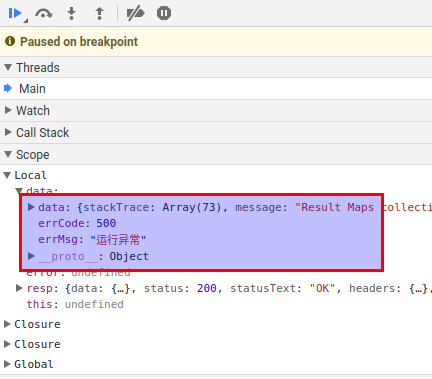 Paused on breakpoint
Threads
Main
Watch
Call Stack
Scope
Local
data:
data: {stackTrace: Array(73), message: "Result Maps collecti
errCode: 500
errMsg: "运行异常"
__proto__: Object
error: undefined
resp: {data: {…}, status: 200, statusText: "OK", headers: {…},
this: undefined
Closure
Closure
Global